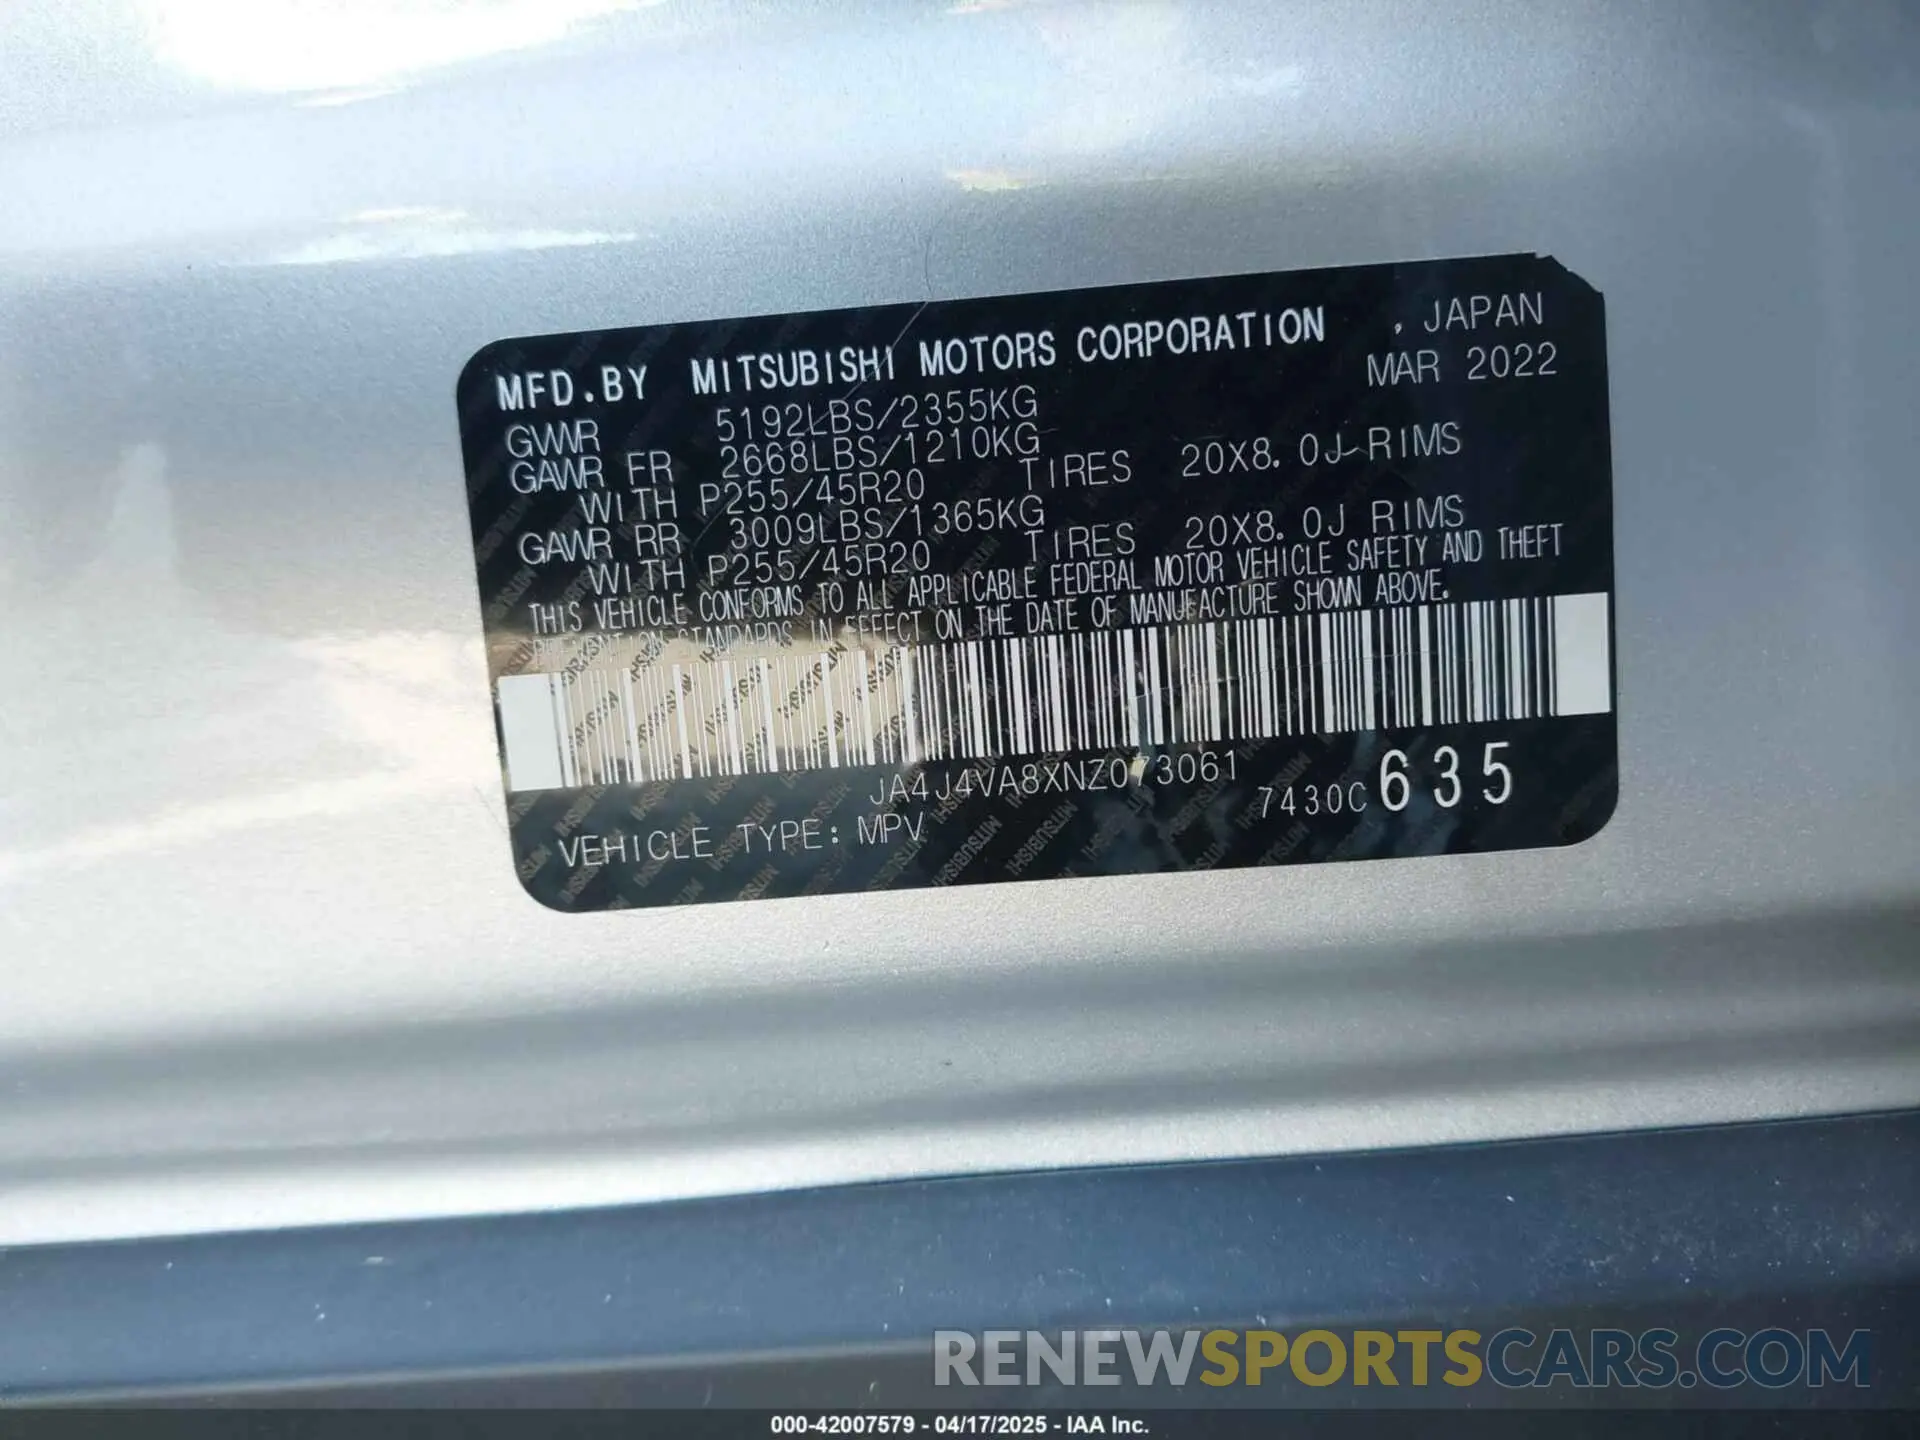 MFD.BY MITSUBISHI MOTORS CORPORATION , JAPAN
MAR 2022
GVWR 5192LBS/2355KG
GAWR FR 2668LBS/1210KG
WITH P255/45R20 TIRES 20X8.0J RIMS
GAWR RR 3009LBS/1365KG
WITH P255/45R20 TIRES 20X8.0J RIMS
THIS VEHICLE CONFORMS TO ALL APPLICABLE FEDERAL MOTOR VEHICLE SAFETY AND THEFT
PREVENTION STANDARDS IN EFFECT ON THE DATE OF MANUFACTURE SHOWN ABOVE.
JA4J4VA8XNZ073061
7430C 635
VEHICLE TYPE: MPV
RENEWSPORTSCARS.COM
000-42007579 - 04/17/2025 - IAA Inc.